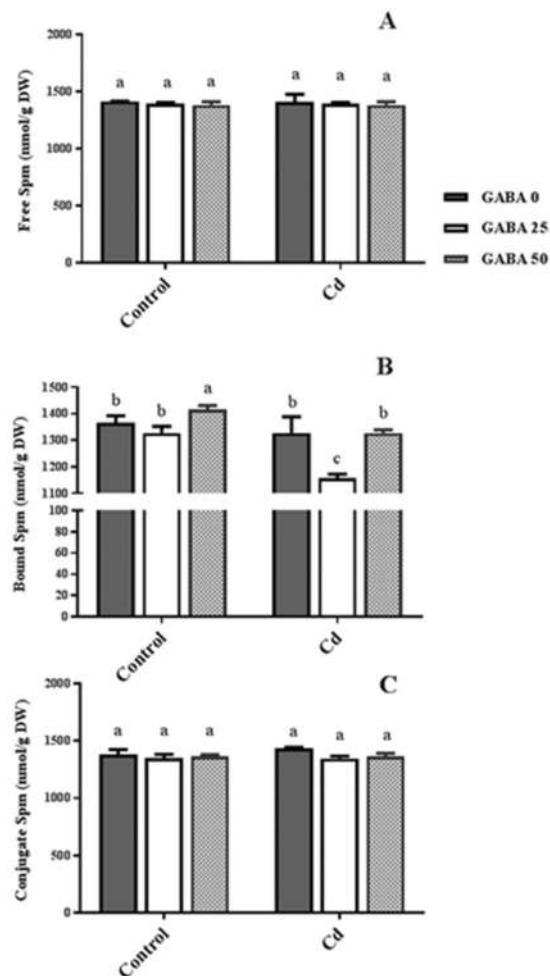 A
Free Spm (nmol/g DW)
2000
1500
1000
500
0
a a a a a a
Control Cd
GABA 0
GABA 25
GABA 50
B
Bound Spm (nmol/g DW)
1500
1400
1300
1200
1100
100
80
60
40
20
0
b b a b c b
Control Cd
C
Conjugate Spm (nmol/g DW)
2000
1500
1000
500
0
a a a a a a
Control Cd